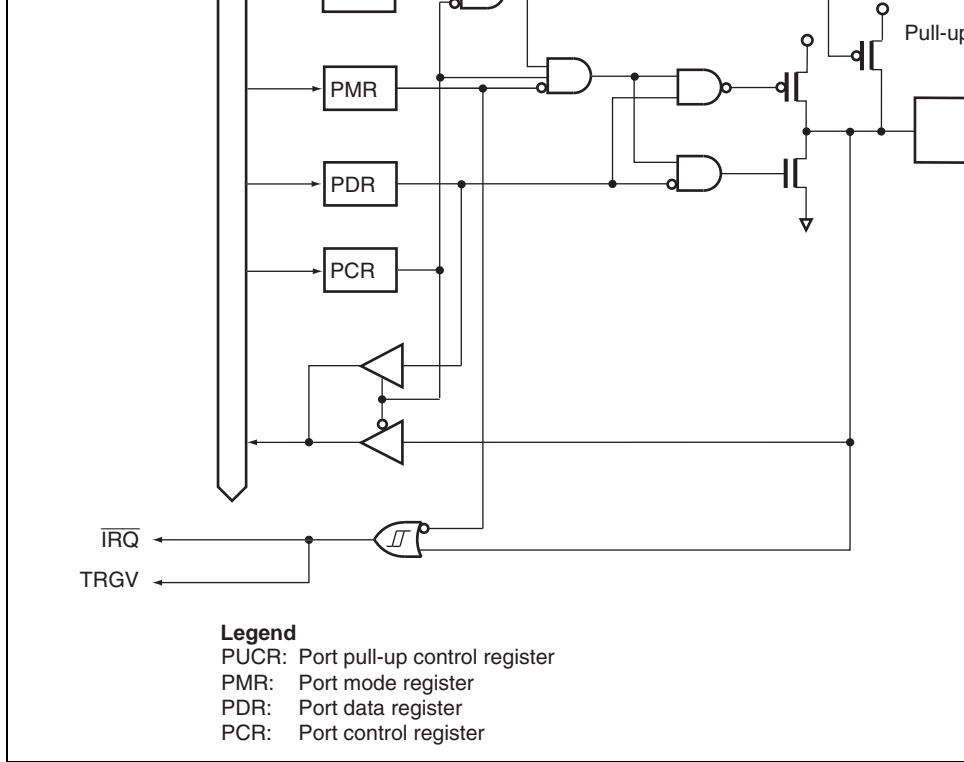 Pull-up
PMR
PDR
PCR
IRQ
TRGV
Legend
PUCR: Port pull-up control register
PMR: Port mode register
PDR: Port data register
PCR: Port control register